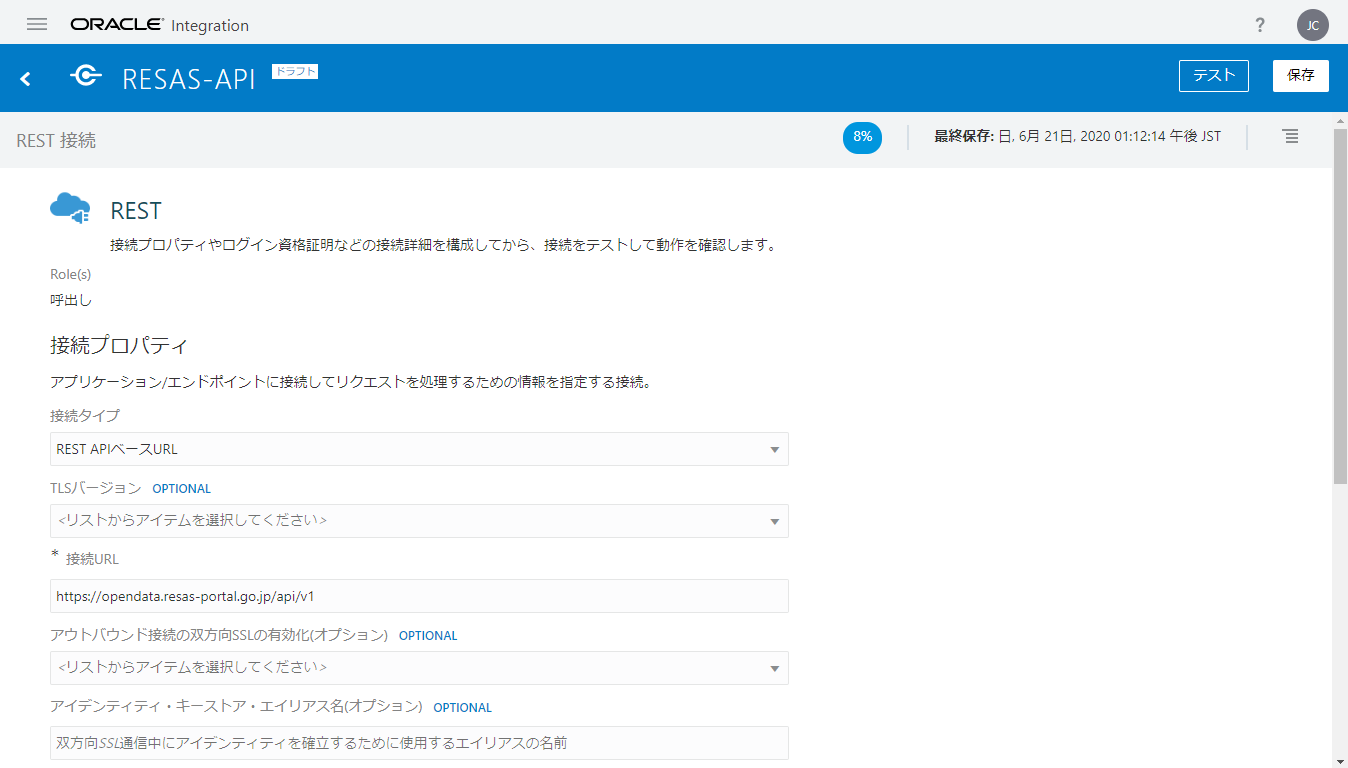 ORACLE® Integration
?
JC
RESAS-API ドラフト
テスト
保存
REST 接続
8%
最終保存: 日, 6月 21日, 2020 01:12:14 午後 JST
REST
接続プロパティやログイン資格証明などの接続詳細を構成してから、接続をテストして動作を確認します。
Role(s)
呼出し
接続プロパティ
アプリケーション/エンドポイントに接続してリクエストを処理するための情報を指定する接続。
接続タイプ
REST APIベースURL
TLSバージョン OPTIONAL
<リストからアイテムを選択してください>
* 接続URL
https://opendata.resas-portal.go.jp/api/v1
アウトバウンド接続の双方向SSLの有効化(オプション) OPTIONAL
<リストからアイテムを選択してください>
アイデンティティ・キーストア・エイリアス名(オプション) OPTIONAL
双方向SSL通信中にアイデンティティを確立するために使用するエイリアスの名前